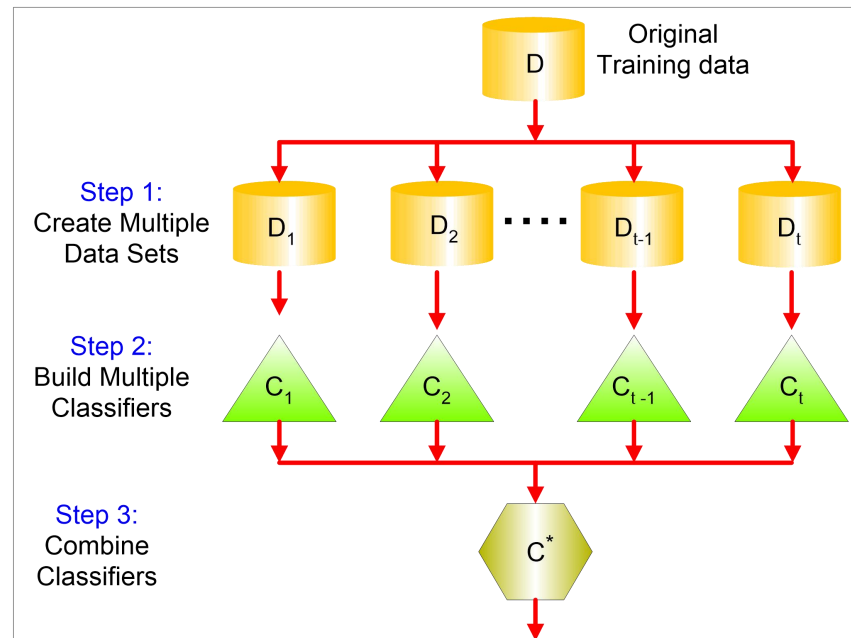 D
Original
Training data
Step 1:
Create Multiple
Data Sets
D₁
D₂
....
Dₜ₋₁
Dₜ
Step 2:
Build Multiple
Classifiers
C₁
C₂
Cₜ₋₁
Cₜ
Step 3:
Combine
Classifiers
C*